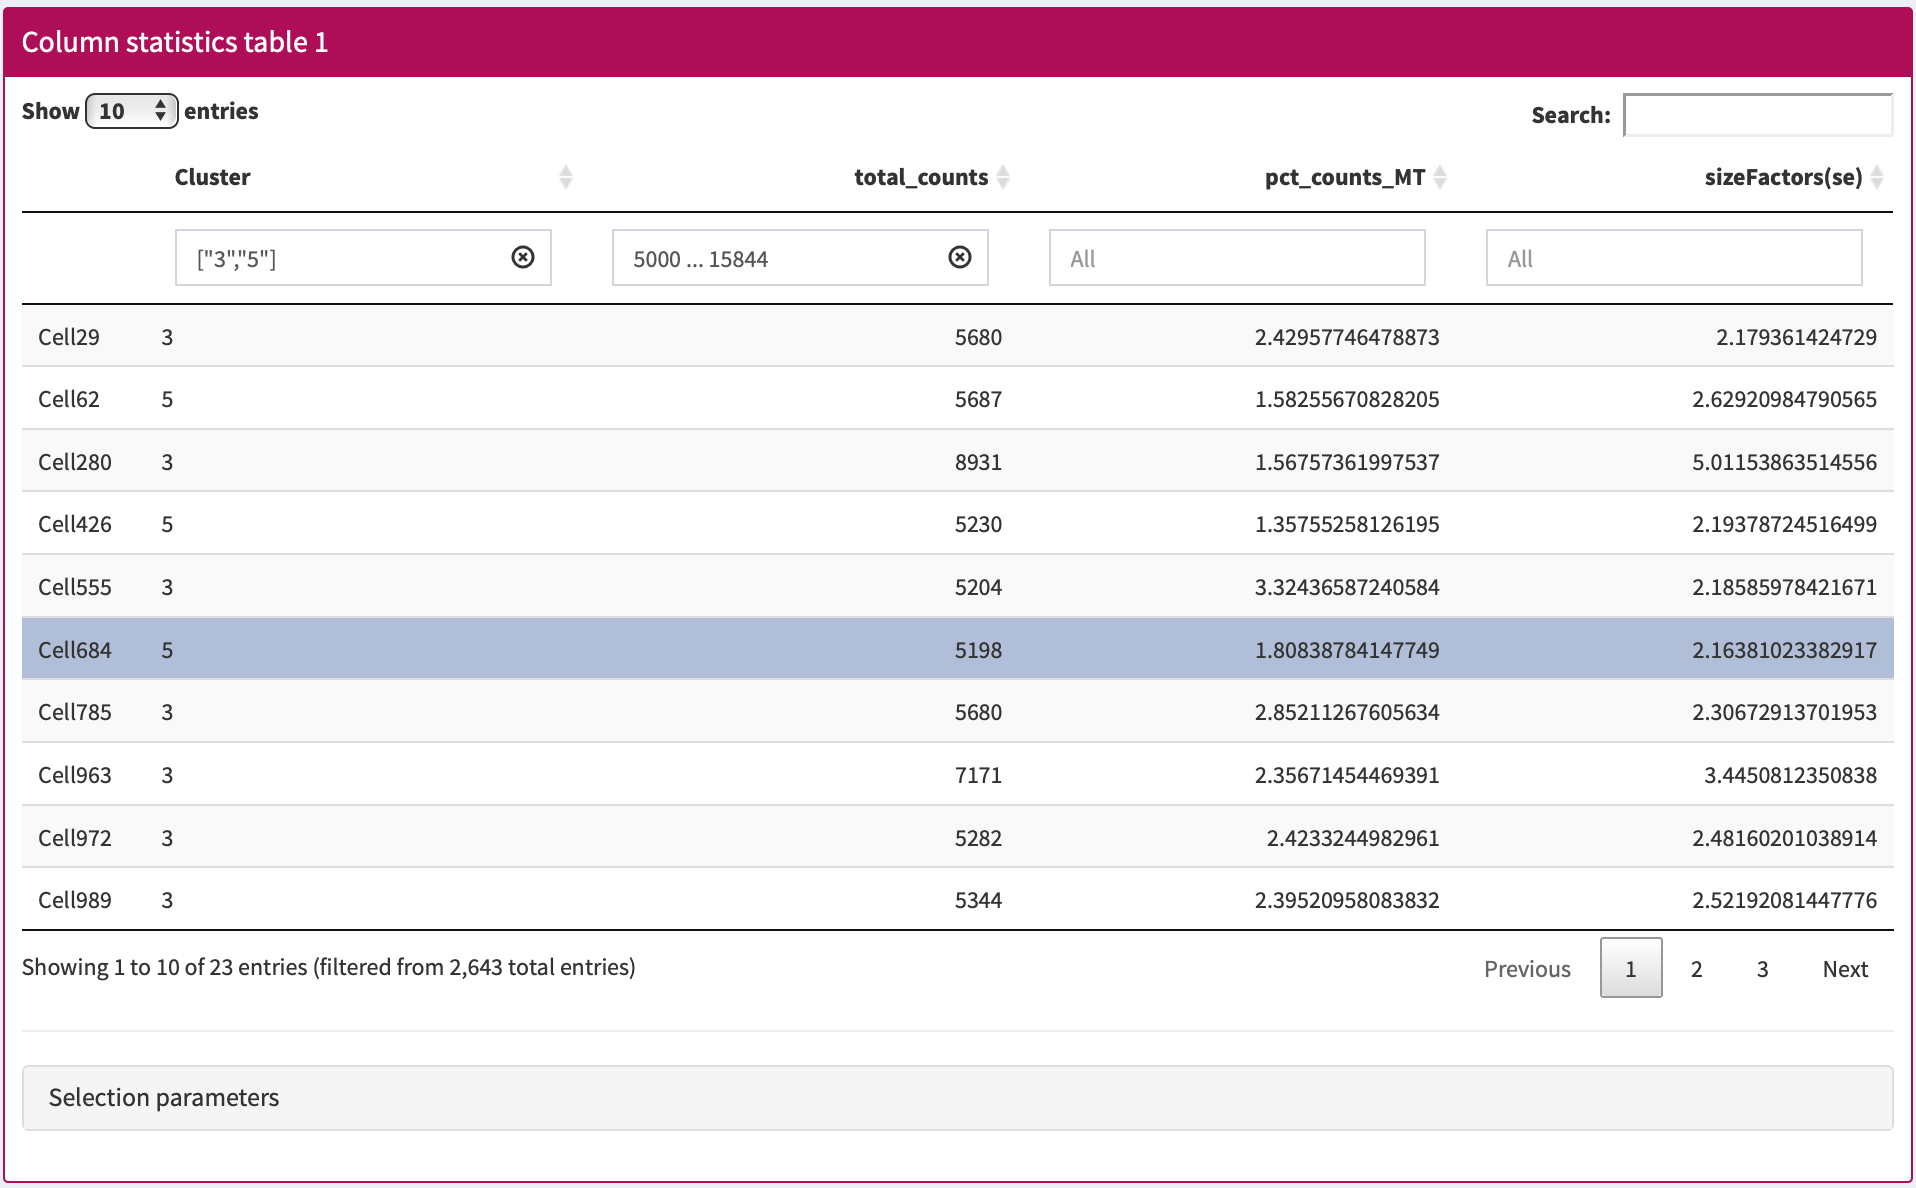 Column statistics table 1
Show 10 entries
Search:
Cluster total_counts pct_counts_MT sizeFactors(se)
["3","5"] 5000 ... 15844 All All
Cell29 3 5680 2.42957746478873 2.179361424729
Cell62 5 5687 1.58255670828205 2.62920984790565
Cell280 3 8931 1.56757361997537 5.01153863514556
Cell426 5 5230 1.35755258126195 2.19378724516499
Cell555 3 5204 3.32436587240584 2.18585978421671
Cell684 5 5198 1.80838784147749 2.16381023382917
Cell785 3 5680 2.85211267605634 2.30672913701953
Cell963 3 7171 2.35671454469391 3.4450812350838
Cell972 3 5282 2.4233244982961 2.48160201038914
Cell989 3 5344 2.39520958083832 2.52192081447776
Showing 1 to 10 of 23 entries (filtered from 2,643 total entries)
Previous 1 2 3 Next
Selection parameters